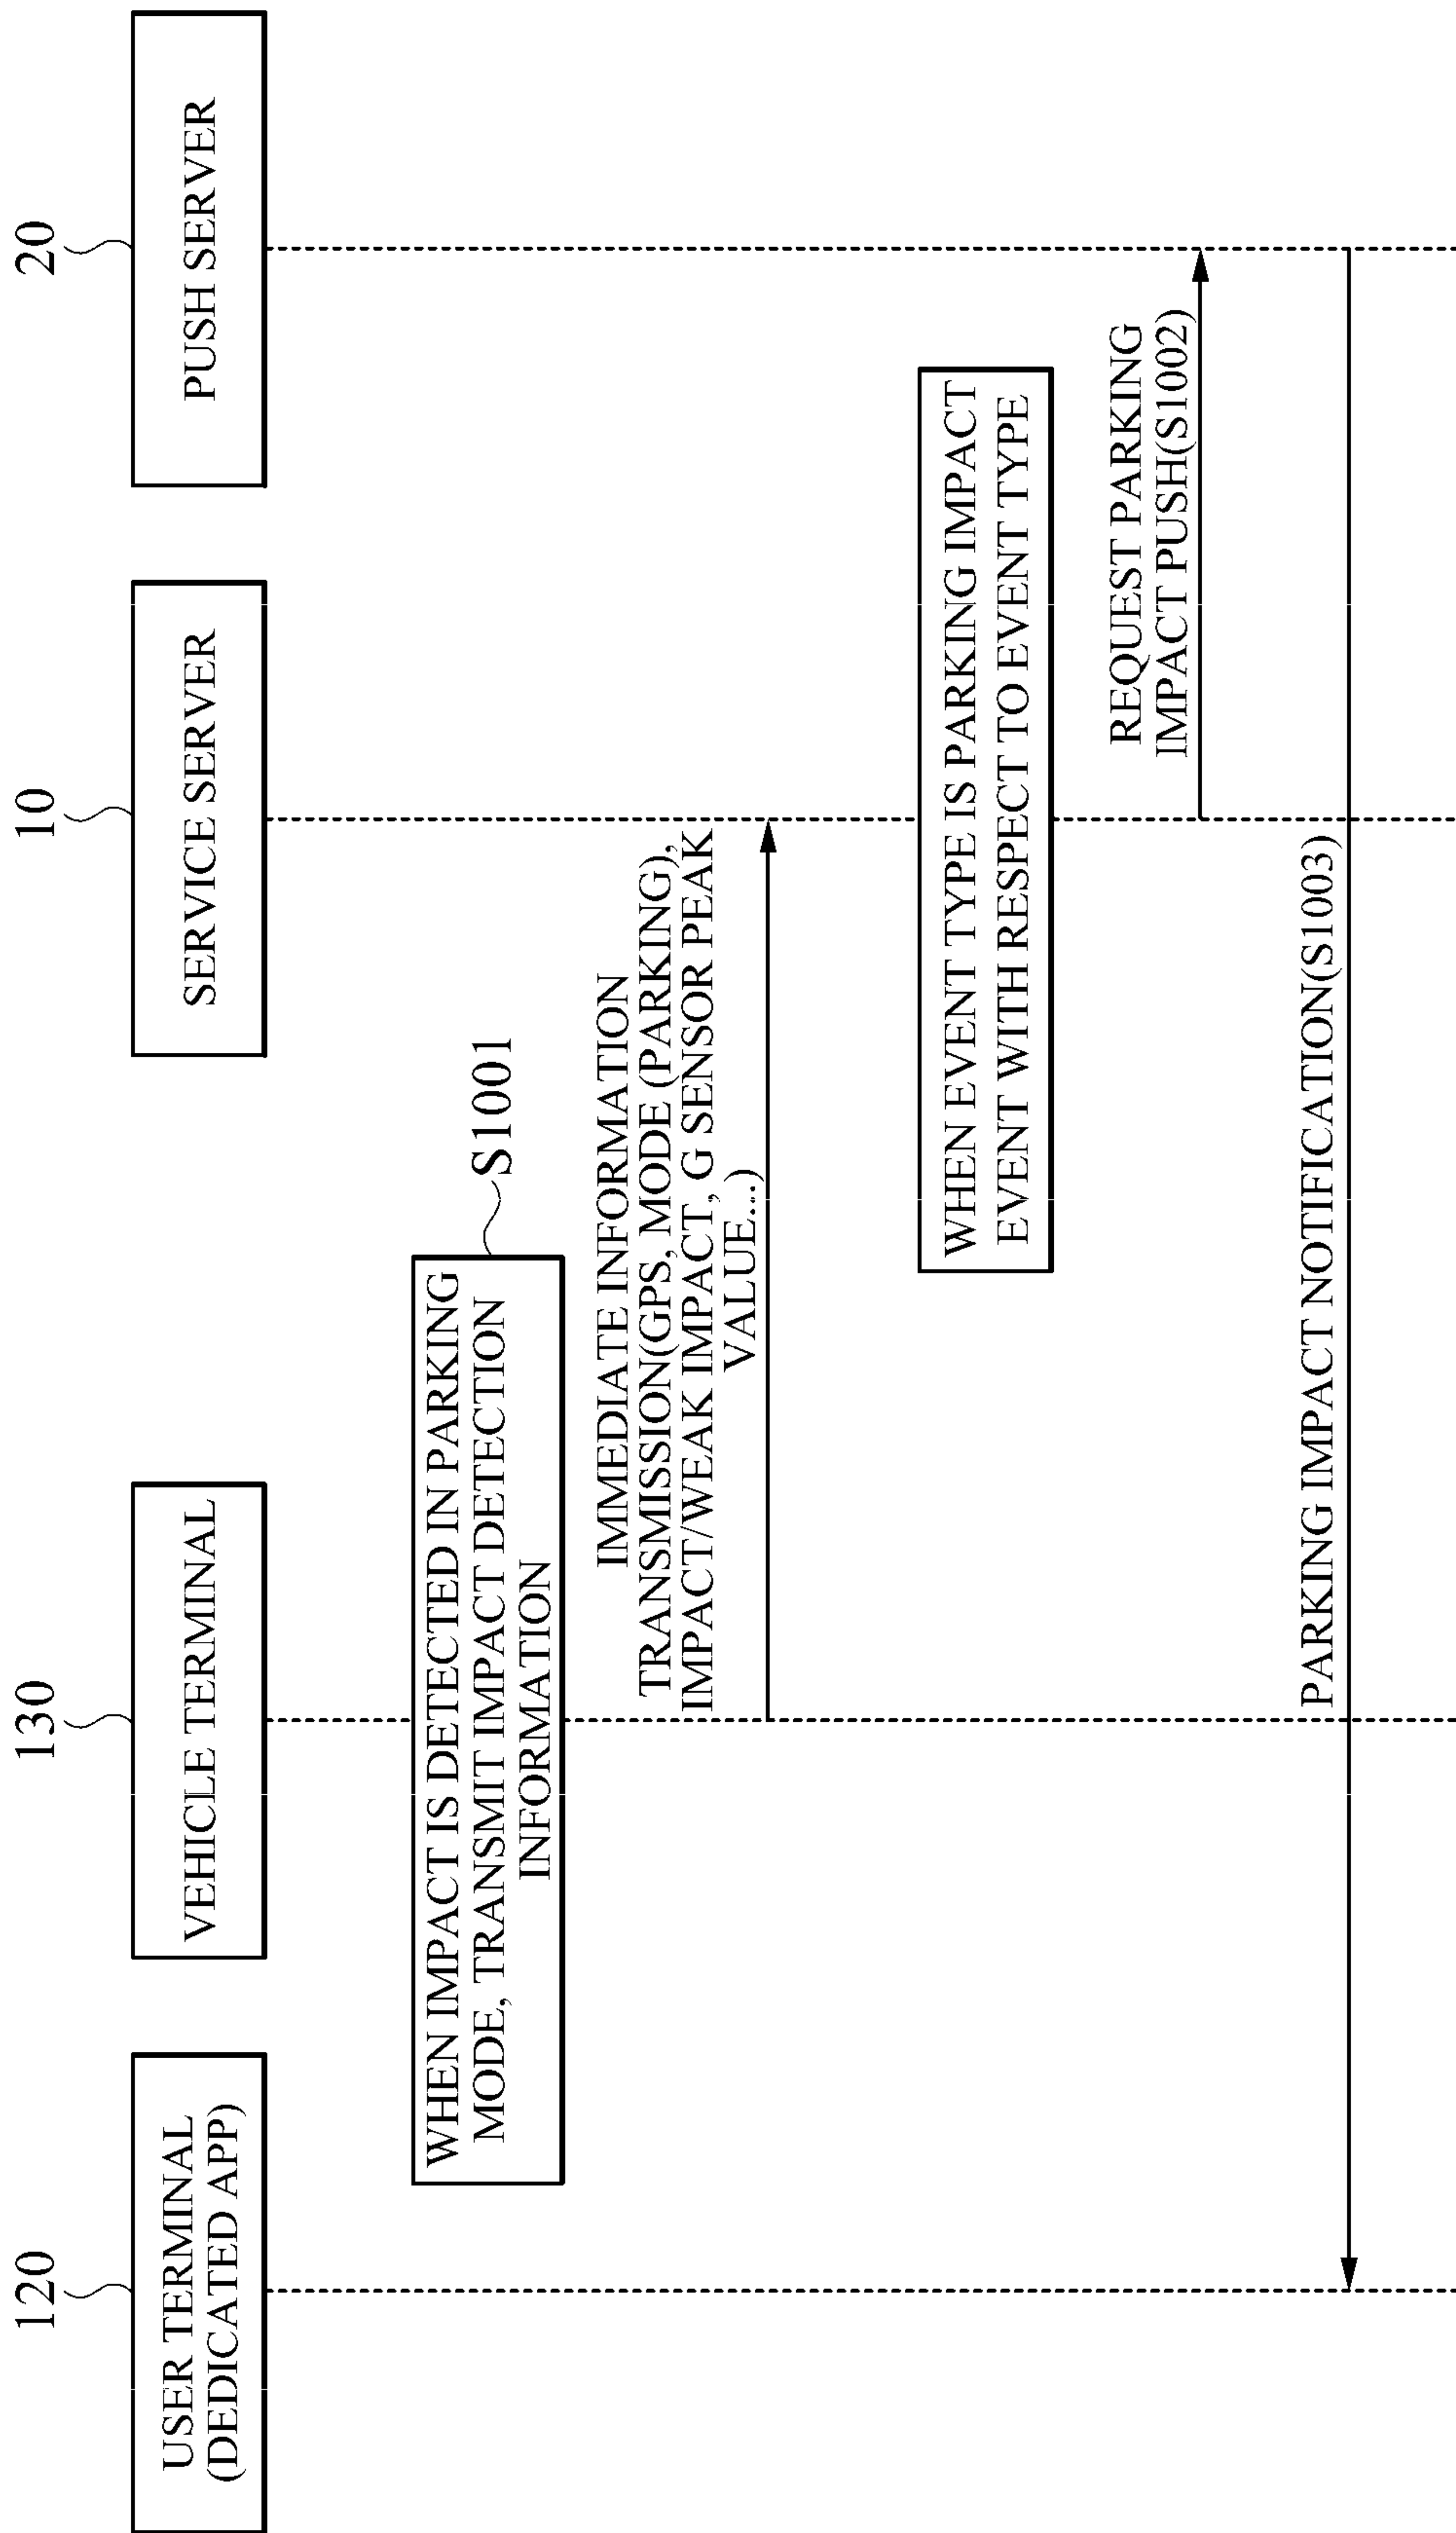 120
130
10
20
USER TERMINAL
(DEDICATED APP)
VEHICLE TERMINAL
SERVICE SERVER
PUSH SERVER
WHEN IMPACT IS DETECTED IN PARKING
MODE, TRANSMIT IMPACT DETECTION
INFORMATION
S1001
IMMEDIATE INFORMATION
TRANSMISSION(GPS, MODE (PARKING),
IMPACT/WEAK IMPACT, G SENSOR PEAK
VALUE...)
WHEN EVENT TYPE IS PARKING IMPACT
EVENT WITH RESPECT TO EVENT TYPE
REQUEST PARKING
IMPACT PUSH(S1002)
PARKING IMPACT NOTIFICATION(S1003)